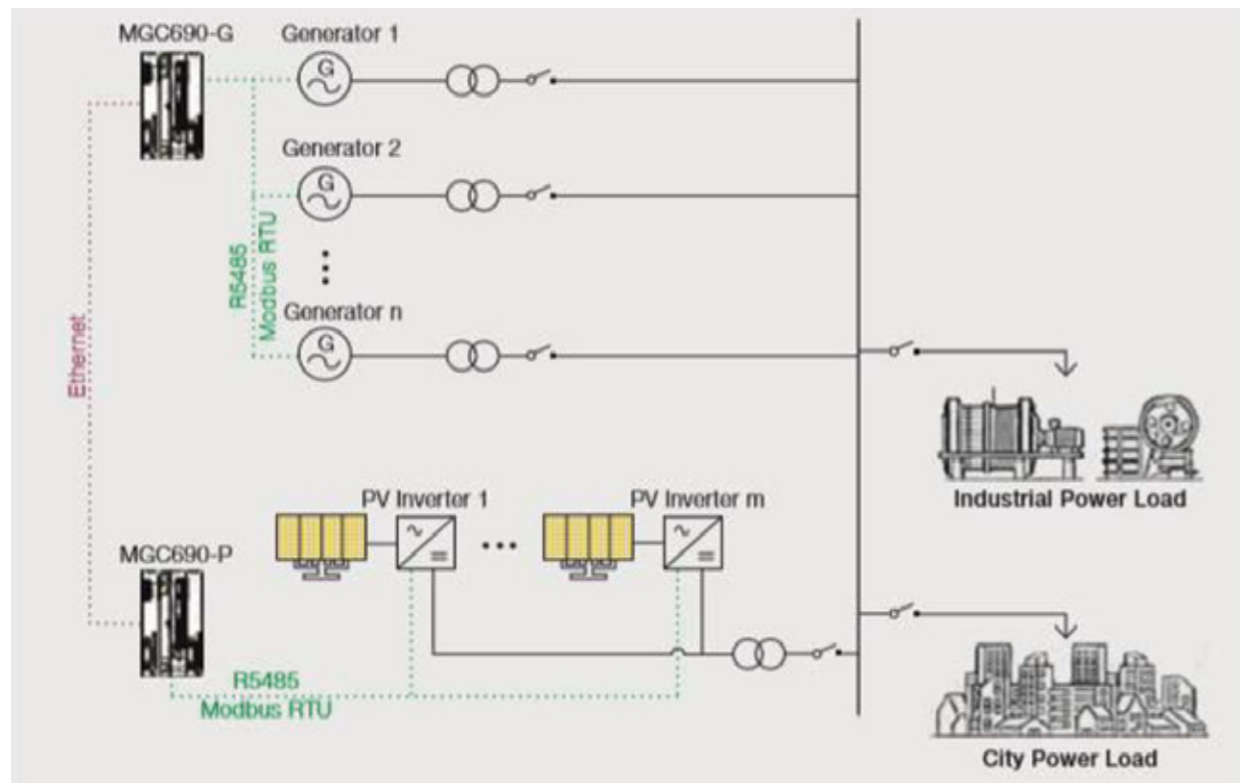 MGC690-G
Generator 1
G
Generator 2
G
R5485
Modbus RTU
Generator n
G
Ethernet
Industrial Power Load
PV Inverter 1
PV Inverter m
MGC690-P
R5485
Modbus RTU
City Power Load